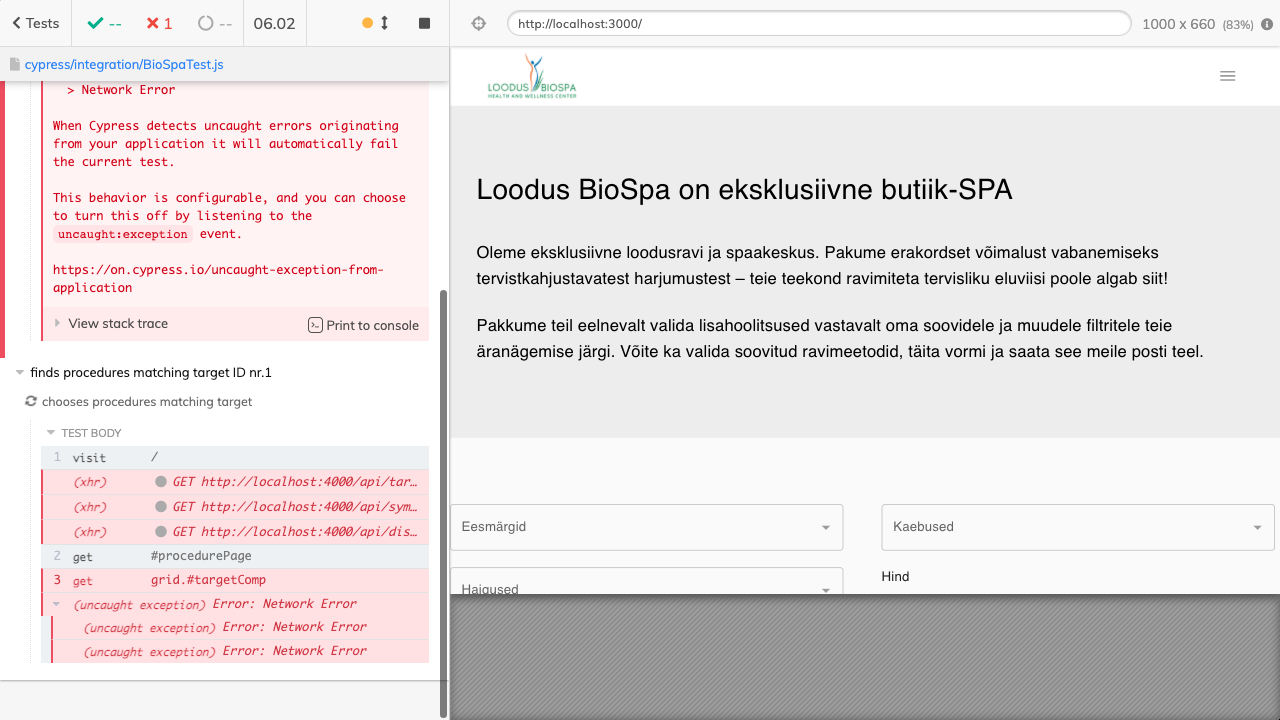 Tests
--
1
--
06.02
cypress/integration/BioSpaTest.js
> Network Error
When Cypress detects uncaught errors originating
from your application it will automatically fail
the current test.
This behavior is configurable, and you can choose
to turn this off by listening to the
uncaught:exception event.
https://on.cypress.io/uncaught-exception-from-
application
View stack trace
Print to console
finds procedures matching target ID nr.1
chooses procedures matching target
TEST BODY
1 visit /
(xhr) GET http://localhost:4000/api/tar…
(xhr) GET http://localhost:4000/api/sym…
(xhr) GET http://localhost:4000/api/dis…
2 get #procedurePage
3 get grid.#targetComp
(uncaught exception) Error: Network Error
(uncaught exception) Error: Network Error
(uncaught exception) Error: Network Error
http://localhost:3000/
1000 x 660 (83%)
LOODUS BIOSPA
HEALTH AND WELLNESS CENTER
Loodus BioSpa on eksklusiivne butiik-SPA
Oleme eksklusiivne loodusravi ja spaakeskus. Pakume erakordset võimalust vabanemiseks
tervistkahjustavatest harjumustest – teie teekond ravimiteta tervisliku eluviisi poole algab siit!
Pakkume teil eelnevalt valida lisahoolitsused vastavalt oma soovidele ja muudele filtritele teie
äranägemise järgi. Võite ka valida soovitud ravimeetodid, täita vormi ja saata see meile posti teel.
Eesmärgid
Kaebused
Haigused
Hind